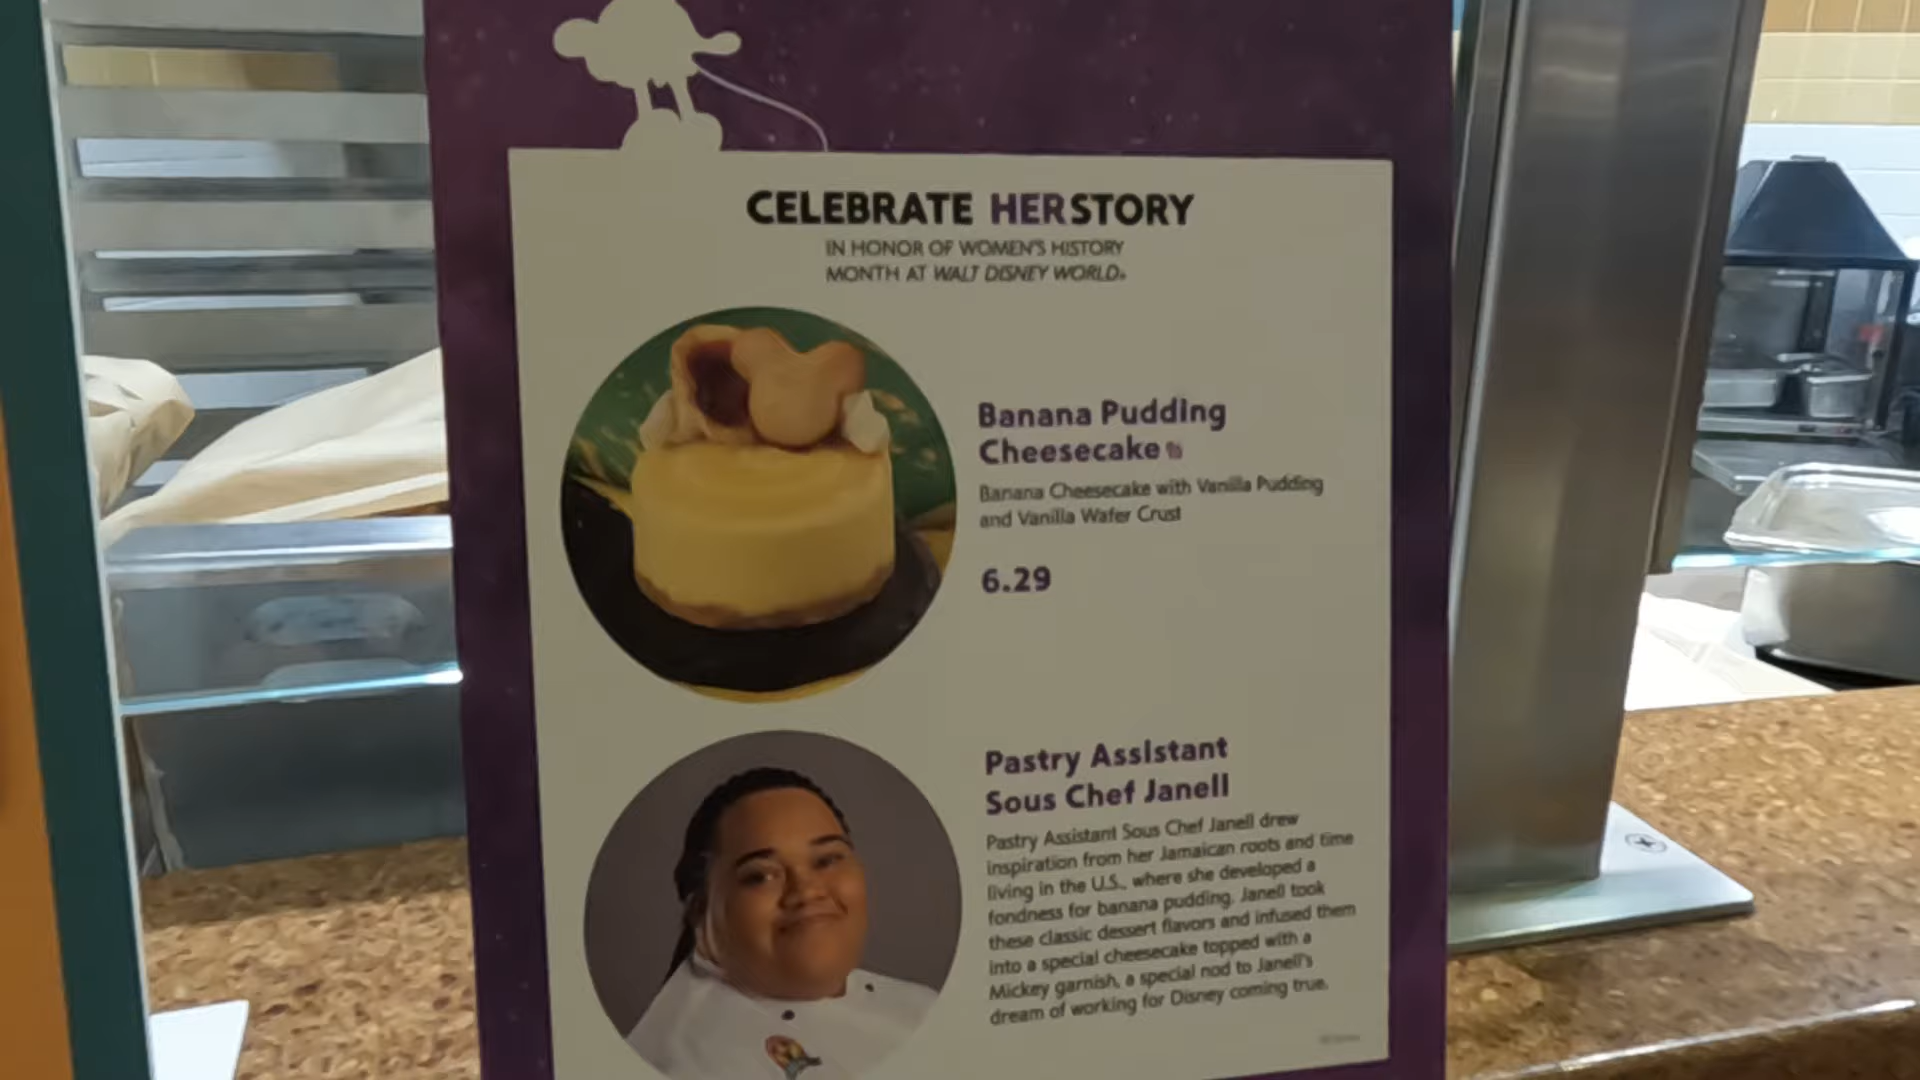 CELEBRATE HERSTORY
IN HONOR OF WOMEN'S HISTORY
MONTH AT WALT DISNEY WORLD®
Banana Pudding
Cheesecake
Banana Cheesecake with Vanilla Pudding
and Vanilla Wafer Crust
6.29
Pastry Assistant
Sous Chef Janell
Pastry Assistant Sous Chef Janell drew
inspiration from her Jamaican roots and time
living in the U.S., where she developed a
fondness for banana pudding. Janell took
these classic dessert flavors and infused them
into a special cheesecake topped with a
Mickey garnish, a special nod to Janell's
dream of working for Disney coming true.